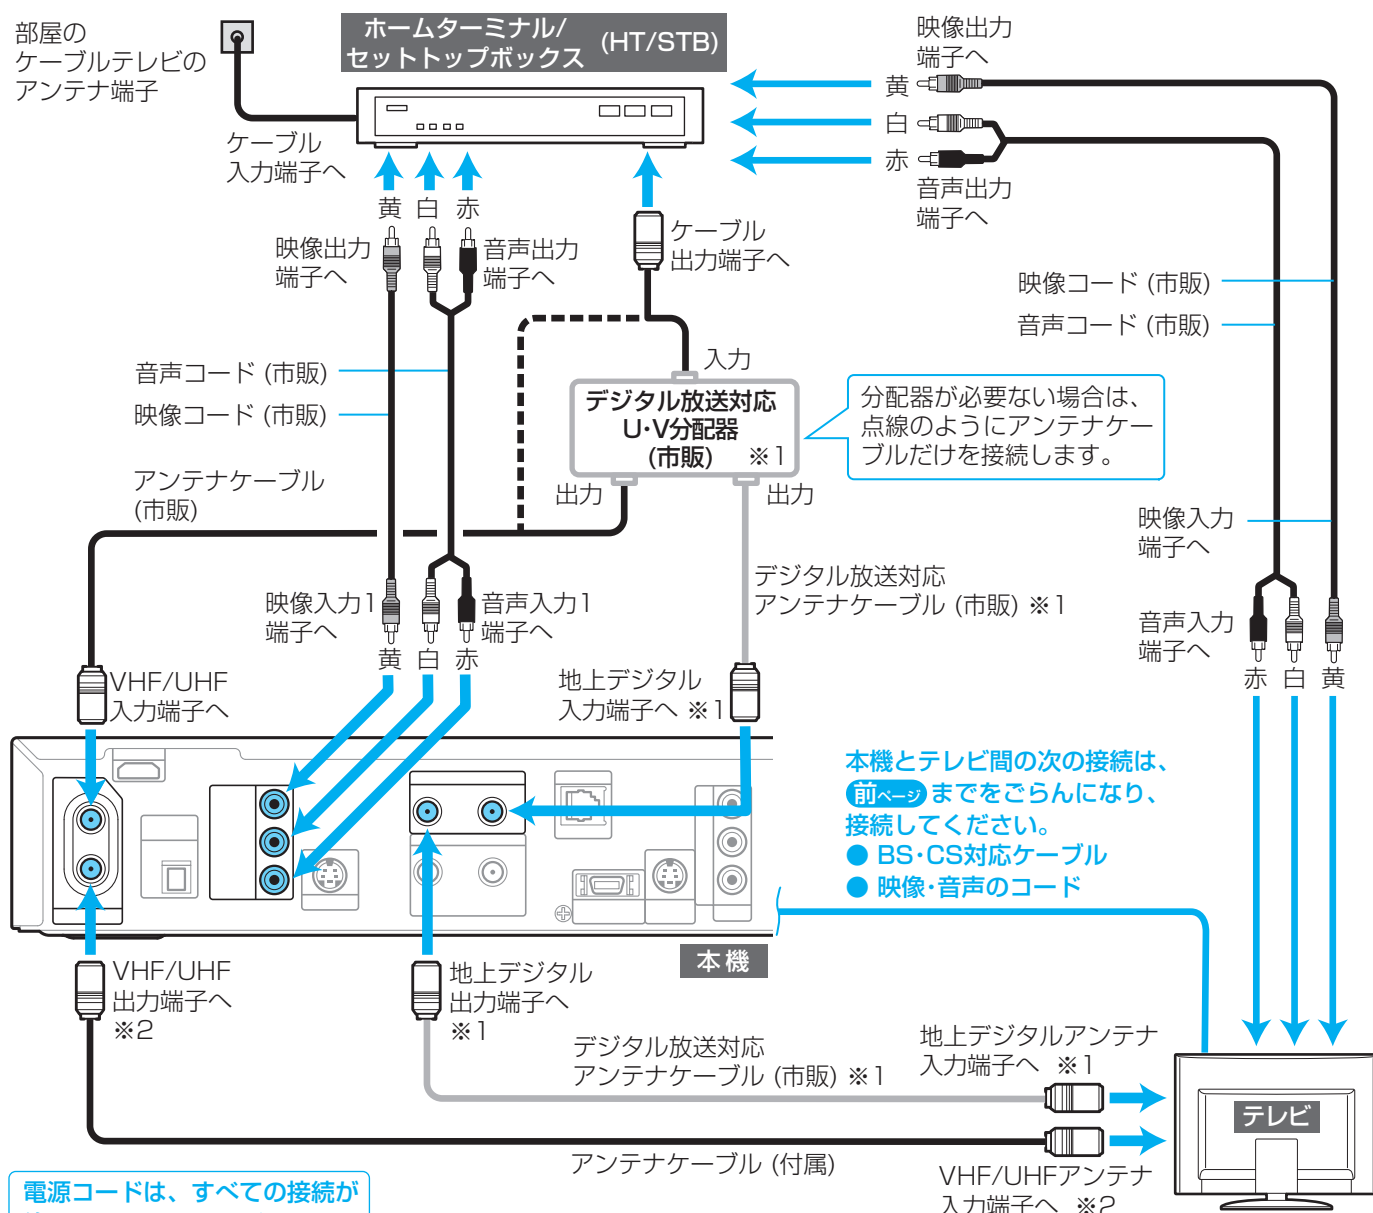 部屋の
ケーブルテレビの
アンテナ端子
ホームターミナル/
セットトップボックス (HT/STB)
映像出力
端子へ
黄
白
赤
音声出力
端子へ
ケーブル
入力端子へ
黄 白 赤
映像出力
端子へ
音声出力
端子へ
ケーブル
出力端子へ
映像コード (市販)
音声コード (市販)
音声コード (市販)
映像コード (市販)
入力
デジタル放送対応
U・V分配器
(市販) ※1
分配器が必要ない場合は、
点線のようにアンテナケー
ブルだけを接続します。
出力
出力
アンテナケーブル
(市販)
映像入力
端子へ
デジタル放送対応
アンテナケーブル (市販) ※1
映像入力1
端子へ
音声入力1
端子へ
音声入力
端子へ
黄 白 赤
赤 白 黄
VHF/UHF
入力端子へ
地上デジタル
入力端子へ ※1
本機とテレビ間の次の接続は、
前ページ までをごらんになり、
接続してください。
● BS・CS対応ケーブル
● 映像・音声のコード
本機
VHF/UHF
出力端子へ
※2
地上デジタル
出力端子へ
※1
デジタル放送対応
アンテナケーブル (市販) ※1
地上デジタルアンテナ
入力端子へ ※1
テレビ
アンテナケーブル (付属)
VHF/UHFアンテナ
入力端子へ ※2
電源コードは、すべての接続が